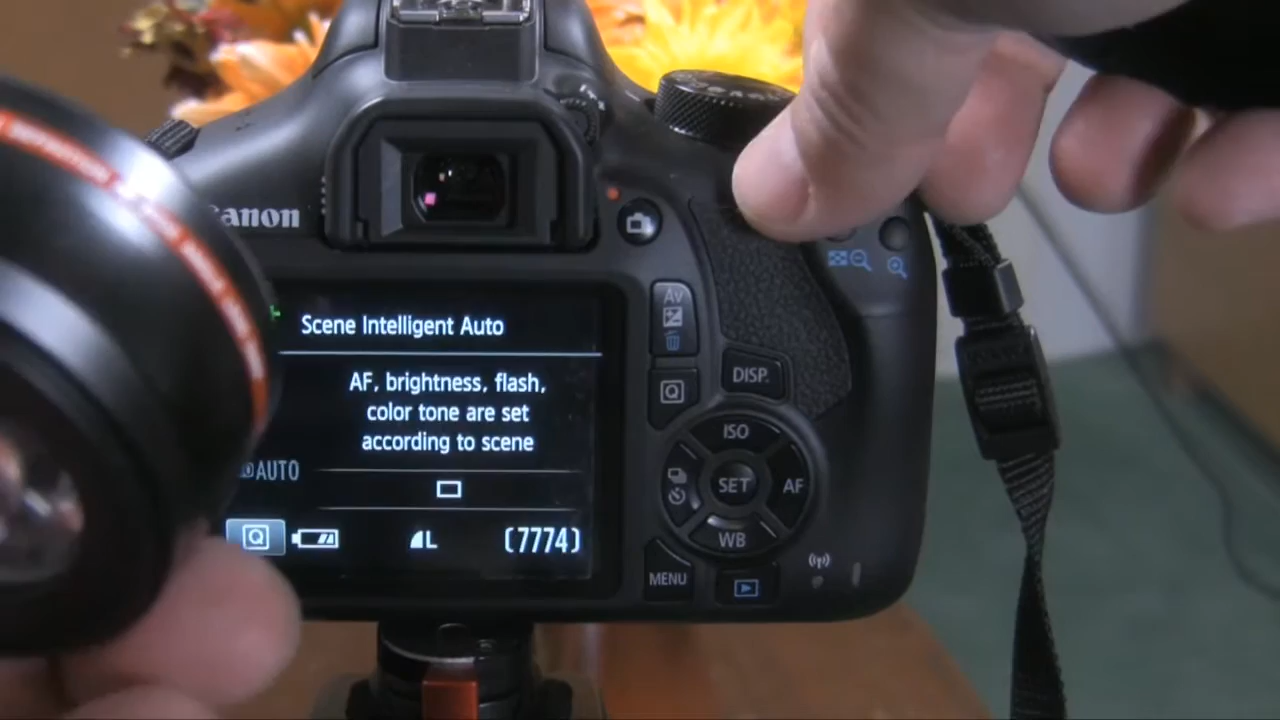 anon
Av
Scene Intelligent Auto
AF, brightness, flash,
color tone are set
according to scene
AUTO
Q
L
(7774)
Q
DISP.
ISO
SET
AF
WB
MENU